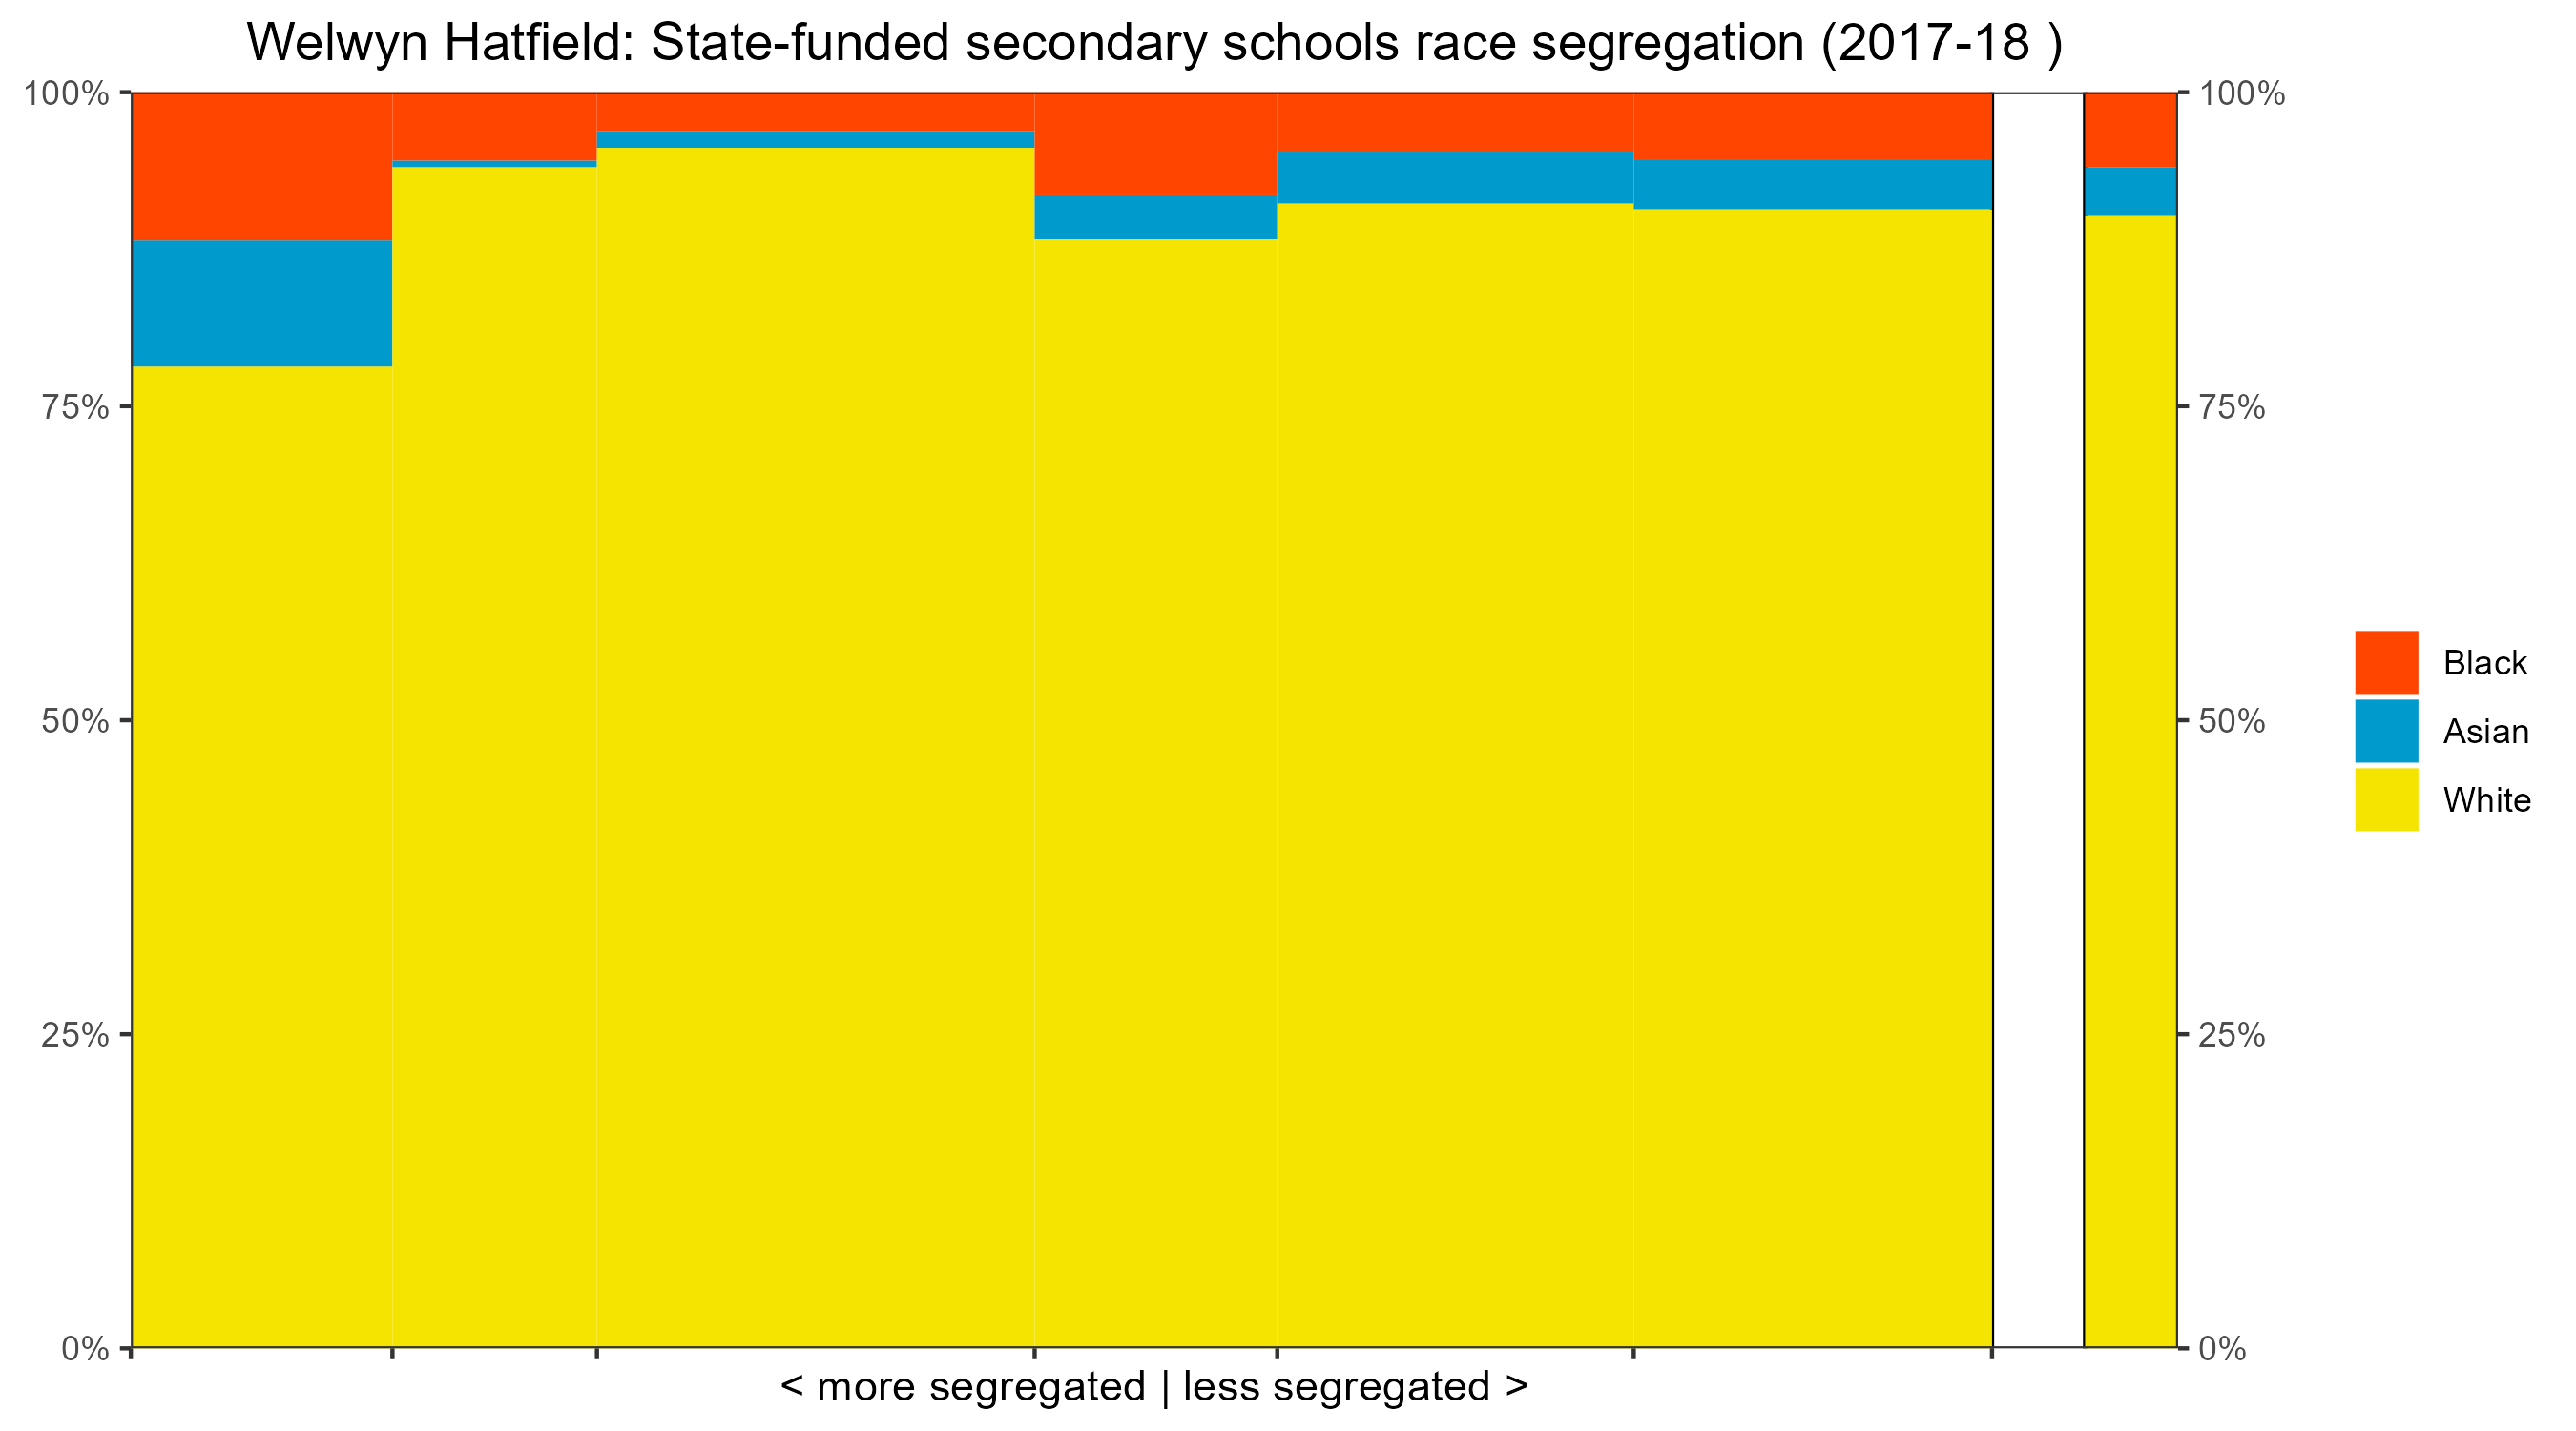 Welwyn Hatfield: State-funded secondary schools race segregation (2017-18 )
100%
75%
50%
25%
0%
100%
75%
50%
25%
0%
Black
Asian
White
< more segregated | less segregated >